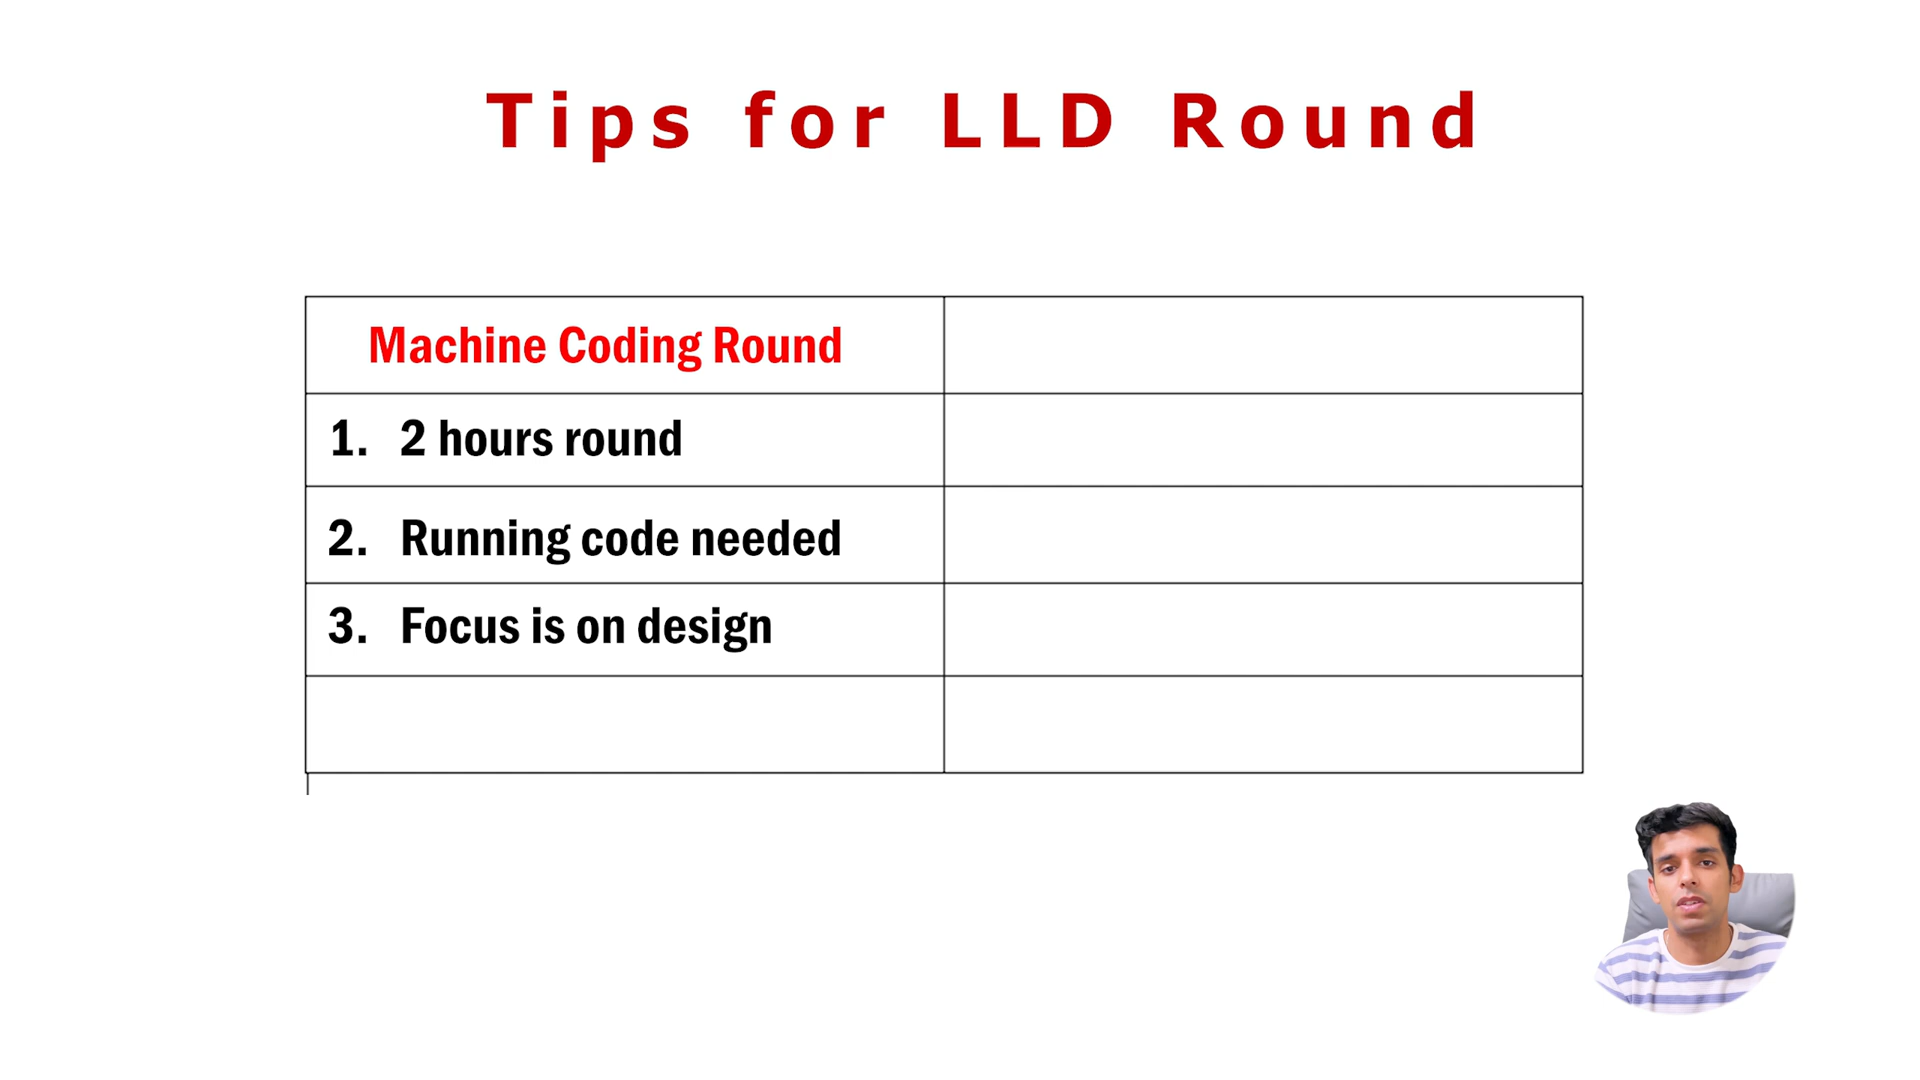 Tips for LLD Round
Machine Coding Round
1. 2 hours round
2. Running code needed
3. Focus is on design